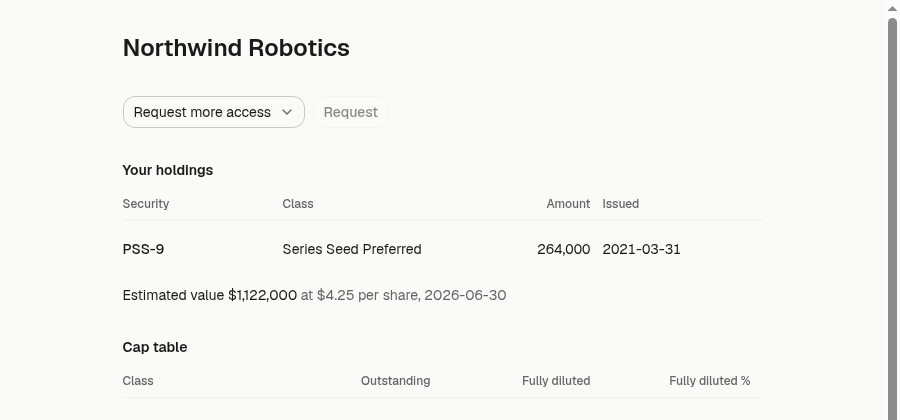 Northwind Robotics
Request more access Request
Your holdings
Security Class Amount Issued
PSS-9 Series Seed Preferred 264,000 2021-03-31
Estimated value $1,122,000 at $4.25 per share, 2026-06-30
Cap table
Class Outstanding Fully diluted Fully diluted %